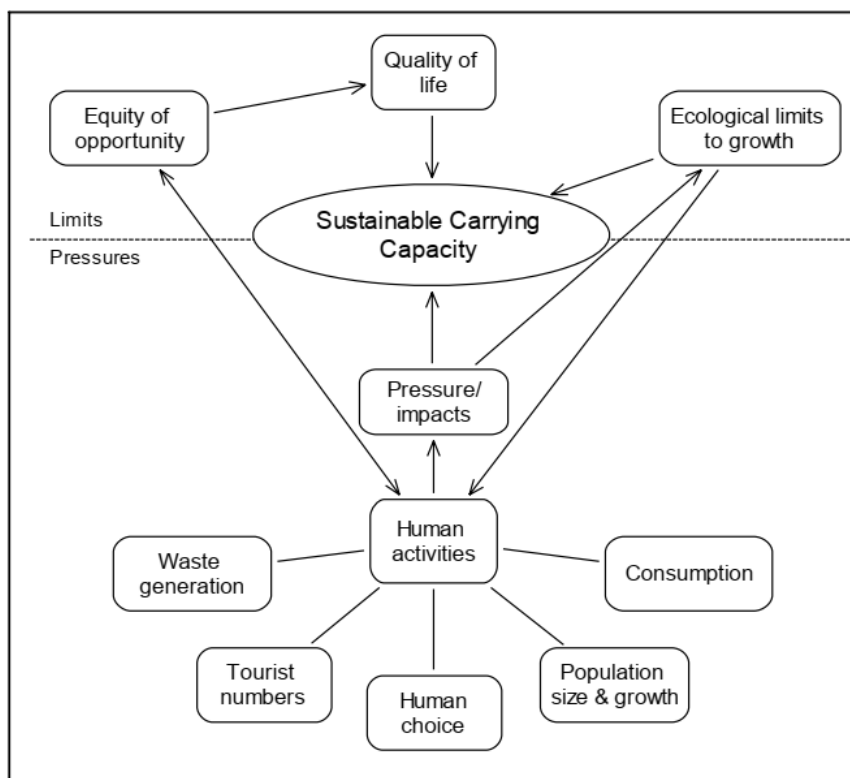 Quality of
life
Equity of
opportunity
Ecological limits
to growth
Limits
Sustainable Carrying
Capacity
Pressures
Pressure/
impacts
Human
activities
Waste
generation
Consumption
Tourist
numbers
Human
choice
Population
size & growth